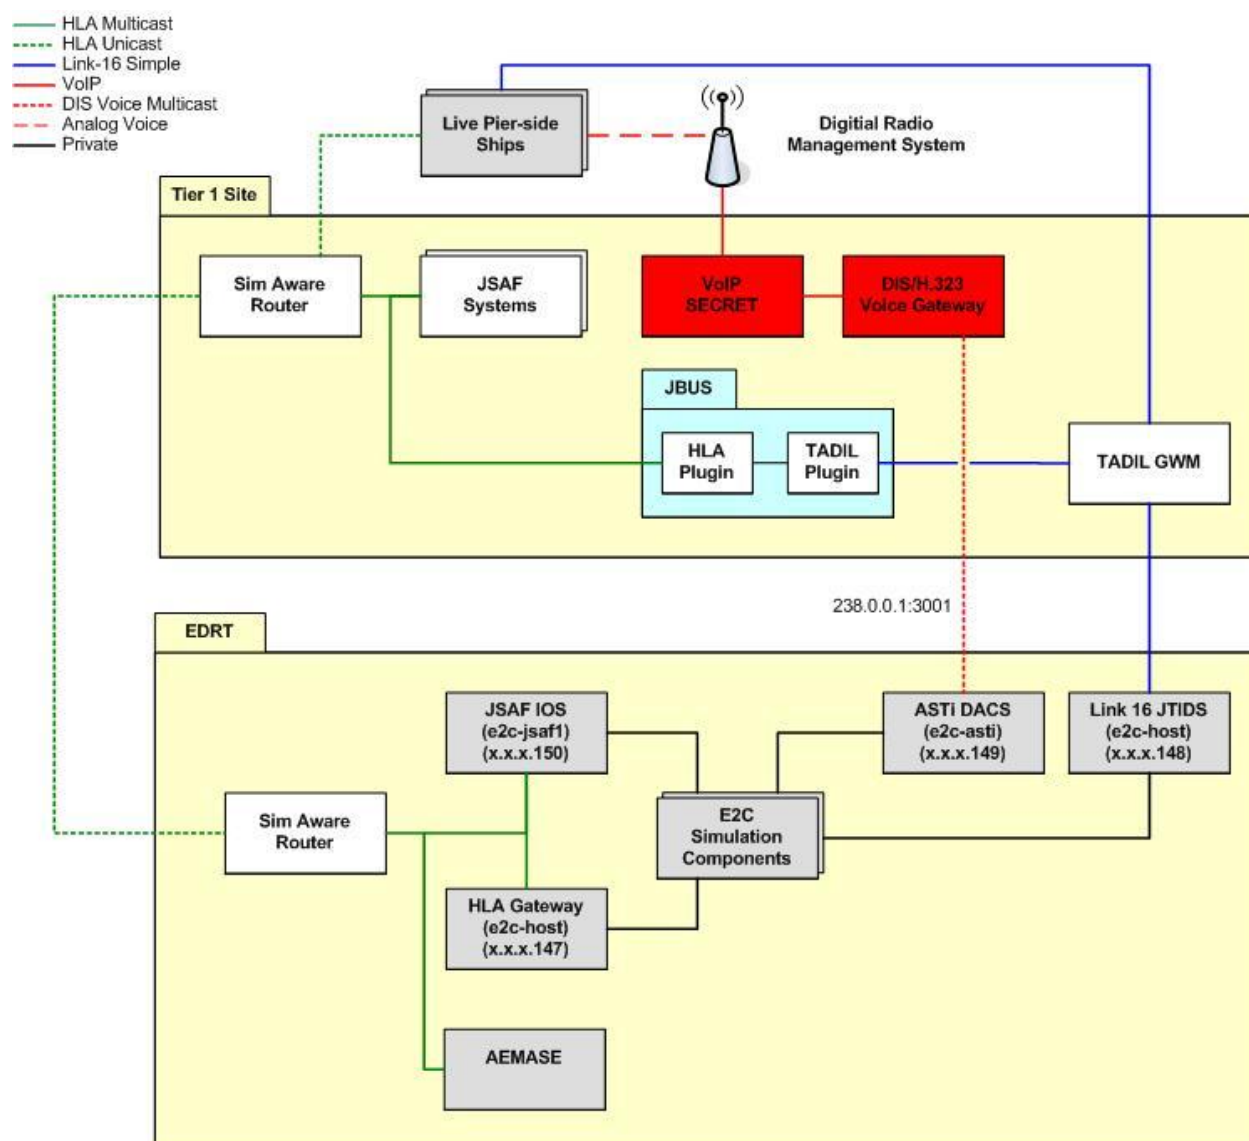 HLA Multicast
HLA Unicast
Link-16 Simple
VoIP
DIS Voice Multicast
Analog Voice
Private
Live Pier-side
Ships
Digitial Radio
Management System
Tier 1 Site
Sim Aware
Router
JSAF
Systems
VoIP
SECRET
DIS/H.323
Voice Gateway
JBUS
HLA
Plugin
TADIL
Plugin
TADIL GWM
238.0.0.1:3001
EDRT
JSAF IOS
(e2c-jsaf1)
(x.x.x.150)
ASTi DACS
(e2c-asti)
(x.x.x.149)
Link 16 JTIDS
(e2c-host)
(x.x.x.148)
Sim Aware
Router
E2C
Simulation
Components
HLA Gateway
(e2c-host)
(x.x.x.147)
AEMASE